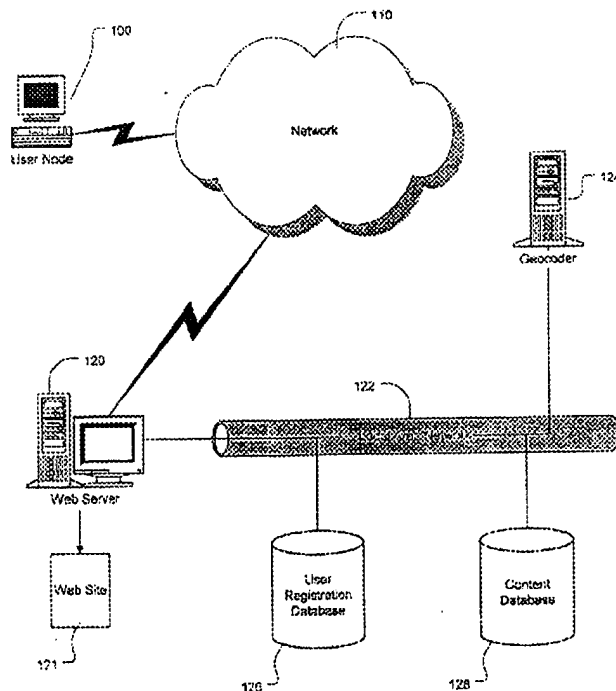 100
110
Network
User Node
124
Geocoder
120
122
Web Server
Web Site
User
Registration
Database
Content
Database
121
126
128